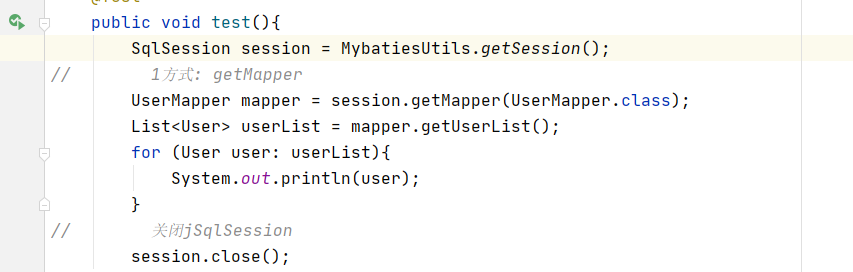 @Test
public void test(){
SqlSession session = MybatiesUtils.getSession();
// 1方式: getMapper
UserMapper mapper = session.getMapper(UserMapper.class);
List<User> userList = mapper.getUserList();
for (User user: userList){
System.out.println(user);
}
// 关闭jSqlSession
session.close();